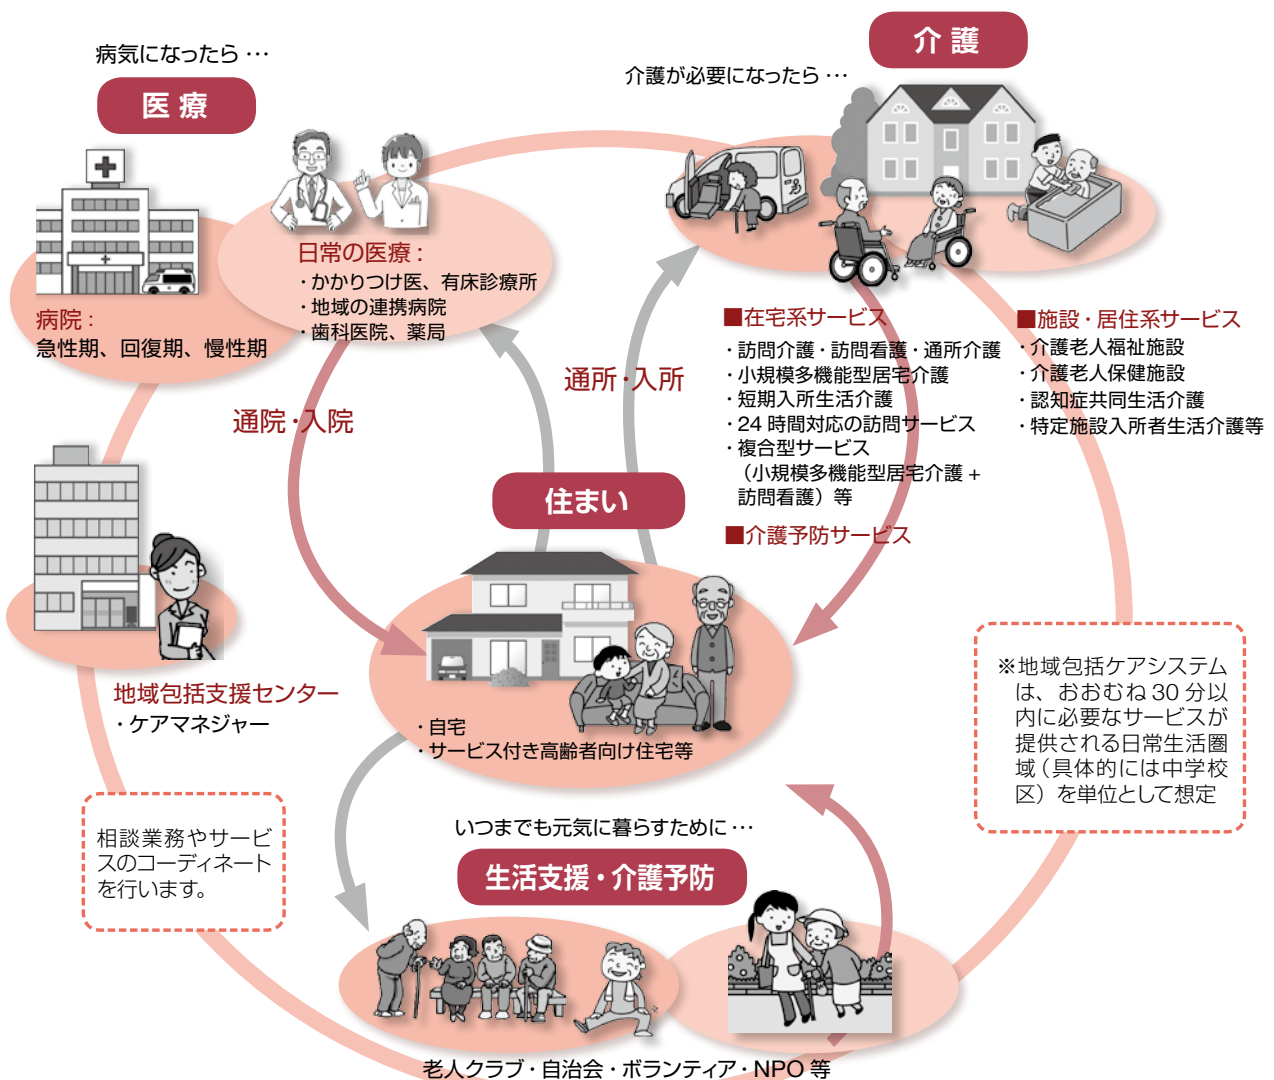 病気になったら…
医療
日常の医療：
・かかりつけ医、有床診療所
・地域の連携病院
・歯科医院、薬局
病院：
急性期、回復期、慢性期
通院・入院
介護が必要になったら…
介護
■在宅系サービス
・訪問介護・訪問看護・通所介護
・小規模多機能型居宅介護
・短期入所生活介護
・24時間対応の訪問サービス
・複合型サービス
（小規模多機能型居宅介護+
訪問看護）等
■介護予防サービス
■施設・居住系サービス
・介護老人福祉施設
・介護老人保健施設
・認知症共同生活介護
・特定施設入所者生活介護等
通所・入所
住まい
・自宅
・サービス付き高齢者向け住宅等
地域包括支援センター
・ケアマネジャー
相談業務やサービ
スのコーディネート
を行います。
※地域包括ケアシステム
は、おおむね30分以
内に必要なサービスが
提供される日常生活圏
域（具体的には中学校
区）を単位として想定
いつまでも元気に暮らすために…
生活支援・介護予防
老人クラブ・自治会・ボランティア・NPO 等